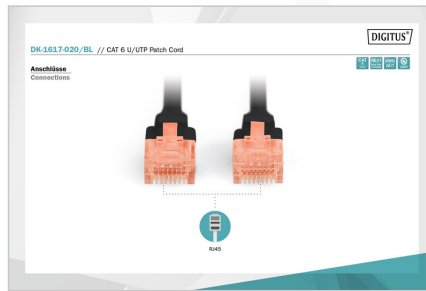 DIGITUS®
DK-1617-020/BL // CAT 6 U/UTP Patch Cord
Anschlüsse
Connections
RJ45